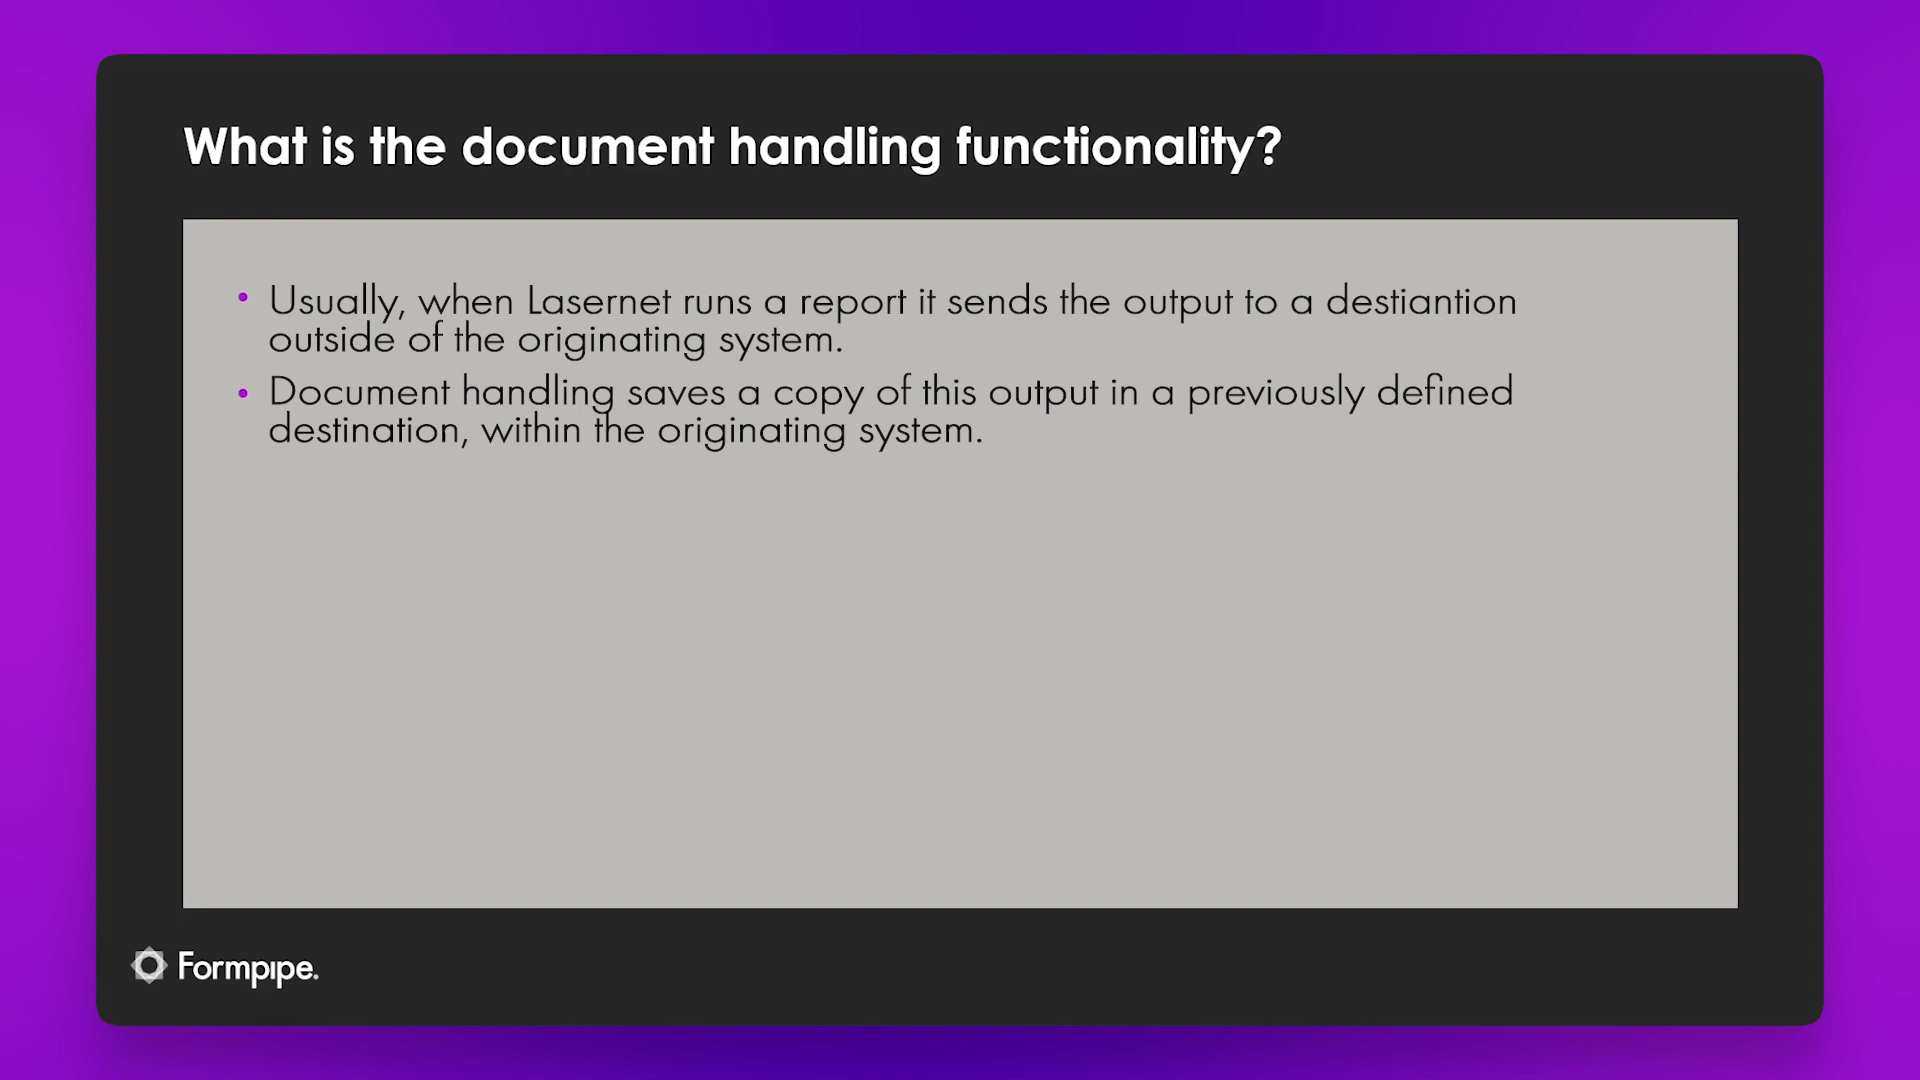 What is the document handling functionality?
• Usually, when Lasernet runs a report it sends the output to a destiantion
outside of the originating system.
• Document handling saves a copy of this output in a previously defined
destination, within the originating system.
Formpipe.